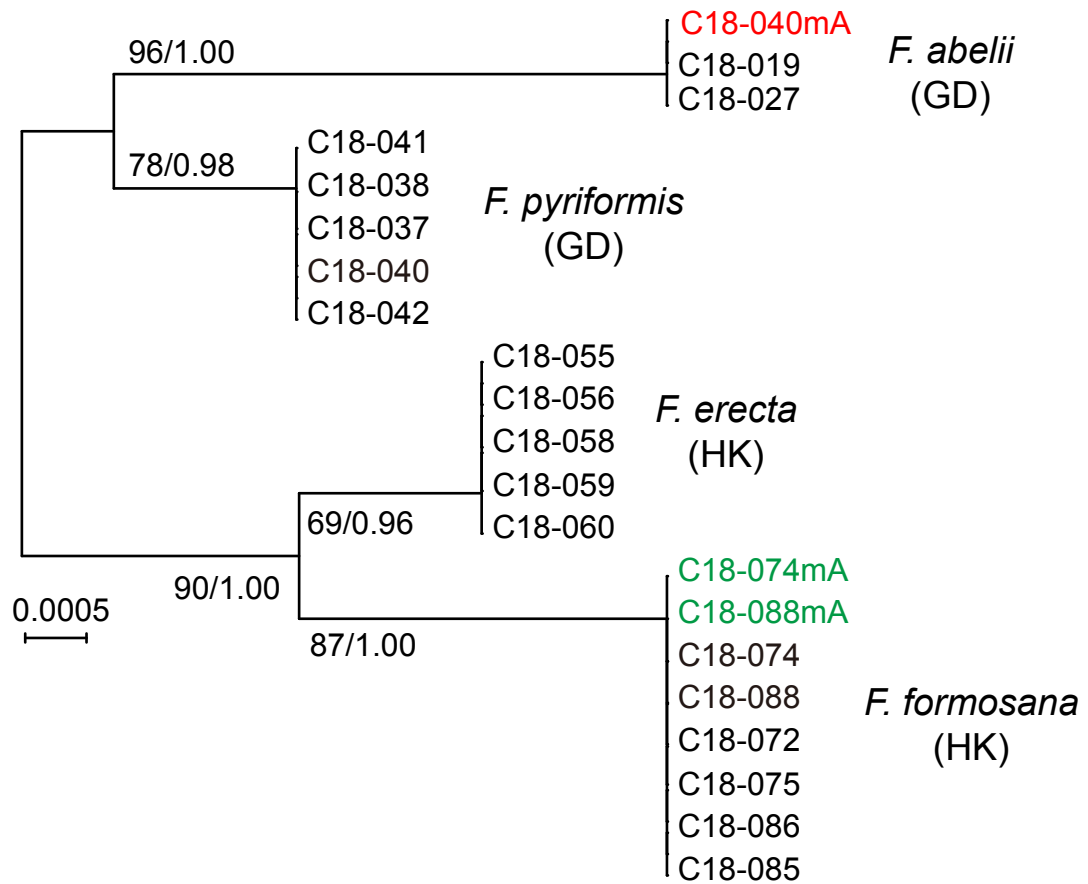 C18-040mA
96/1.00
C18-019
F. abelii
(GD)
C18-027
C18-041
78/0.98
C18-038
C18-037
F. pyriformis
(GD)
C18-040
C18-042
C18-055
C18-056
F. erecta
(HK)
C18-058
C18-059
69/0.96
C18-060
C18-074mA
90/1.00
0.0005
C18-088mA
87/1.00
C18-074
C18-088
F. formosana
(HK)
C18-072
C18-075
C18-086
C18-085